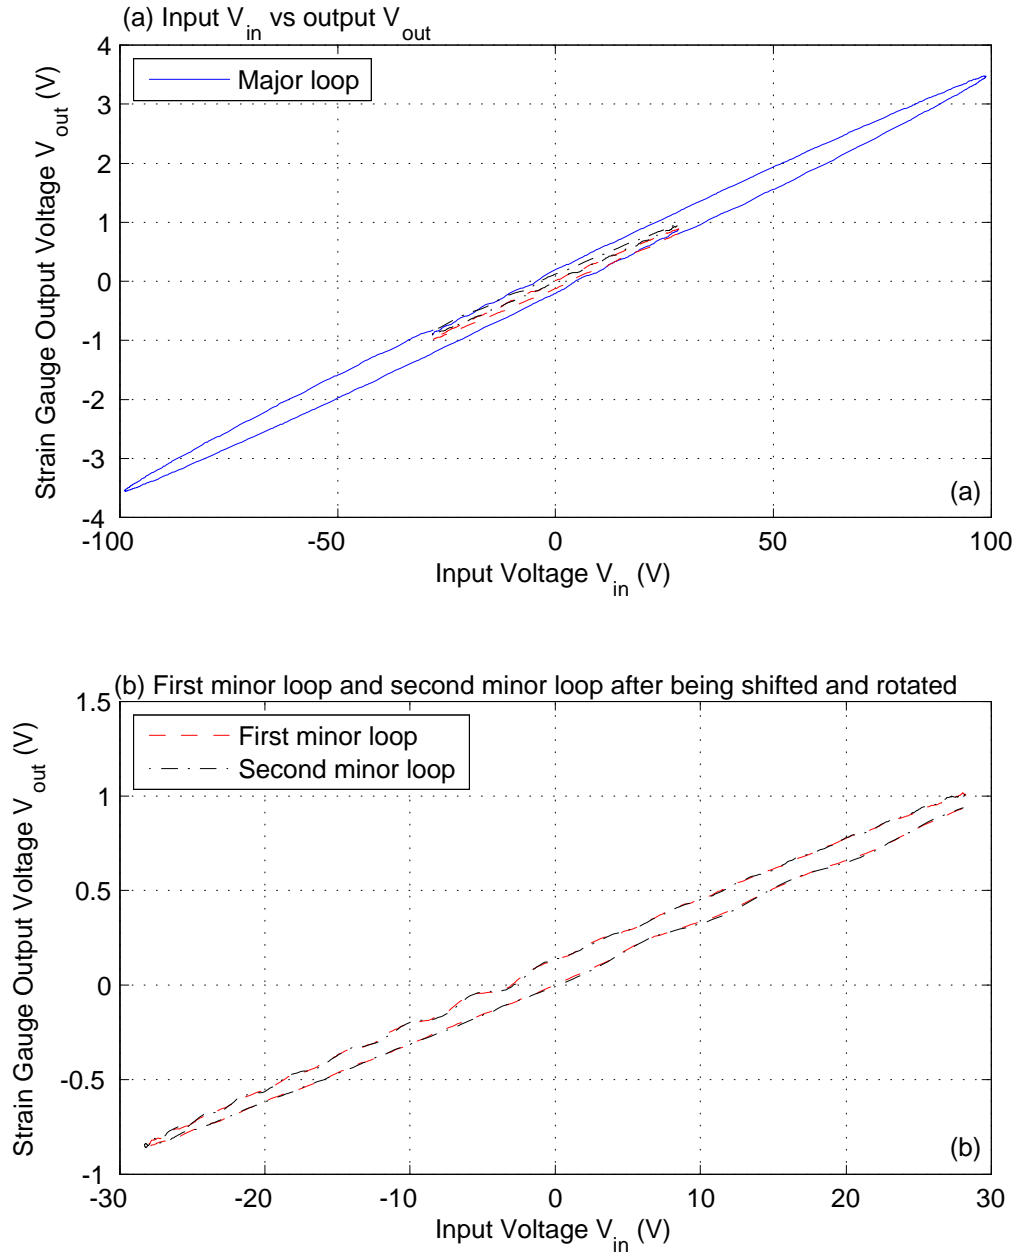 (a) Input V_in vs output V_out
Strain Gauge Output Voltage V_out (V)
4
3
2
1
0
-1
-2
-3
-4
Major loop
(a)
-100 -50 0 50 100
Input Voltage V_in (V)
(b) First minor loop and second minor loop after being shifted and rotated
Strain Gauge Output Voltage V_out (V)
1.5
1
0.5
0
-0.5
-1
First minor loop
Second minor loop
(b)
-30 -20 -10 0 10 20 30
Input Voltage V_in (V)